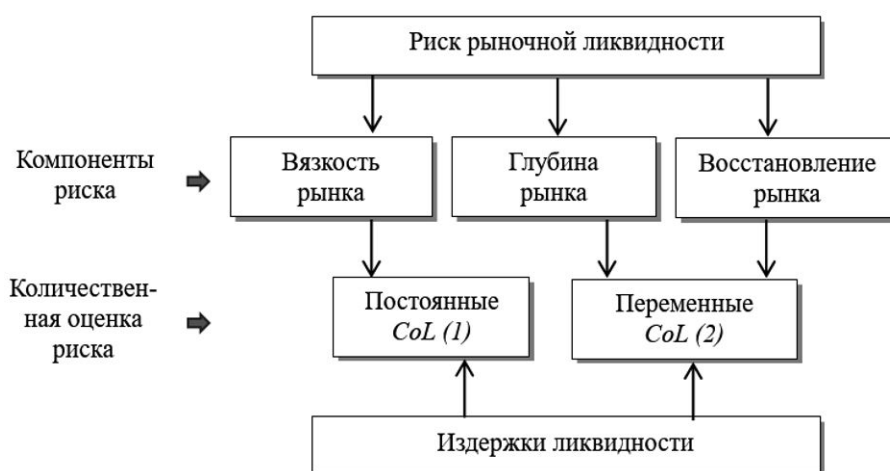 Риск рыночной ликвидности
Компоненты
риска
Вязкость
рынка
Глубина
рынка
Восстановление
рынка
Количествен-
ная оценка
риска
Постоянные
CoL (1)
Переменные
CoL (2)
Издержки ликвидности